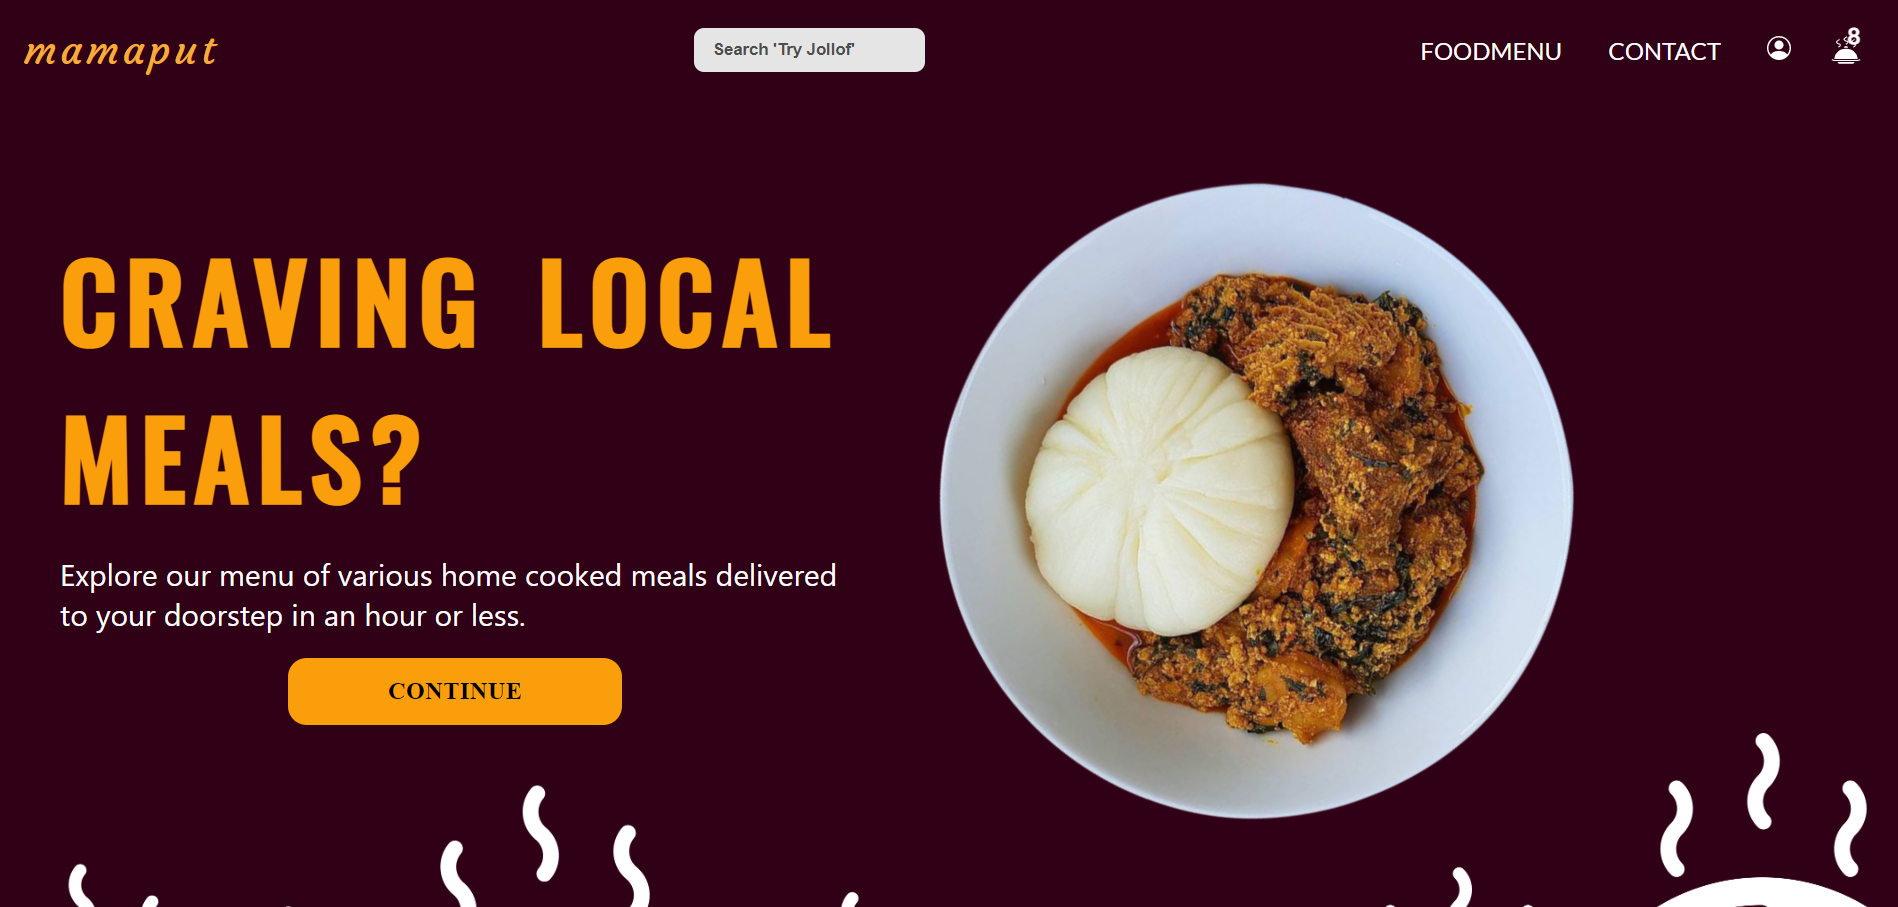 mamaput
Search 'Try Jollof'
FOODMENU
CONTACT
8
CRAVING LOCAL
MEALS?
Explore our menu of various home cooked meals delivered
to your doorstep in an hour or less.
CONTINUE